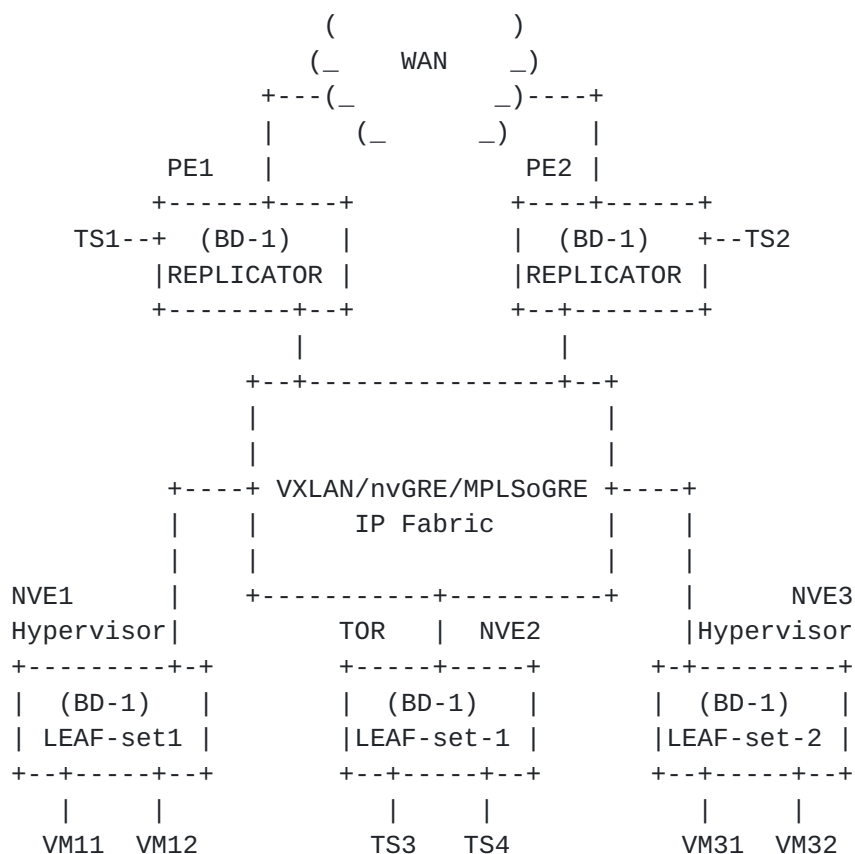 WAN
PE1 PE2
TS1 (BD-1) (BD-1) TS2
REPLICATOR REPLICATOR
VXLAN/nvGRE/MPLSoGRE
IP Fabric
NVE1 NVE3
Hypervisor TOR NVE2 Hypervisor
(BD-1) (BD-1) (BD-1)
LEAF-set1 LEAF-set-1 LEAF-set-2
VM11 VM12 TS3 TS4 VM31 VM32